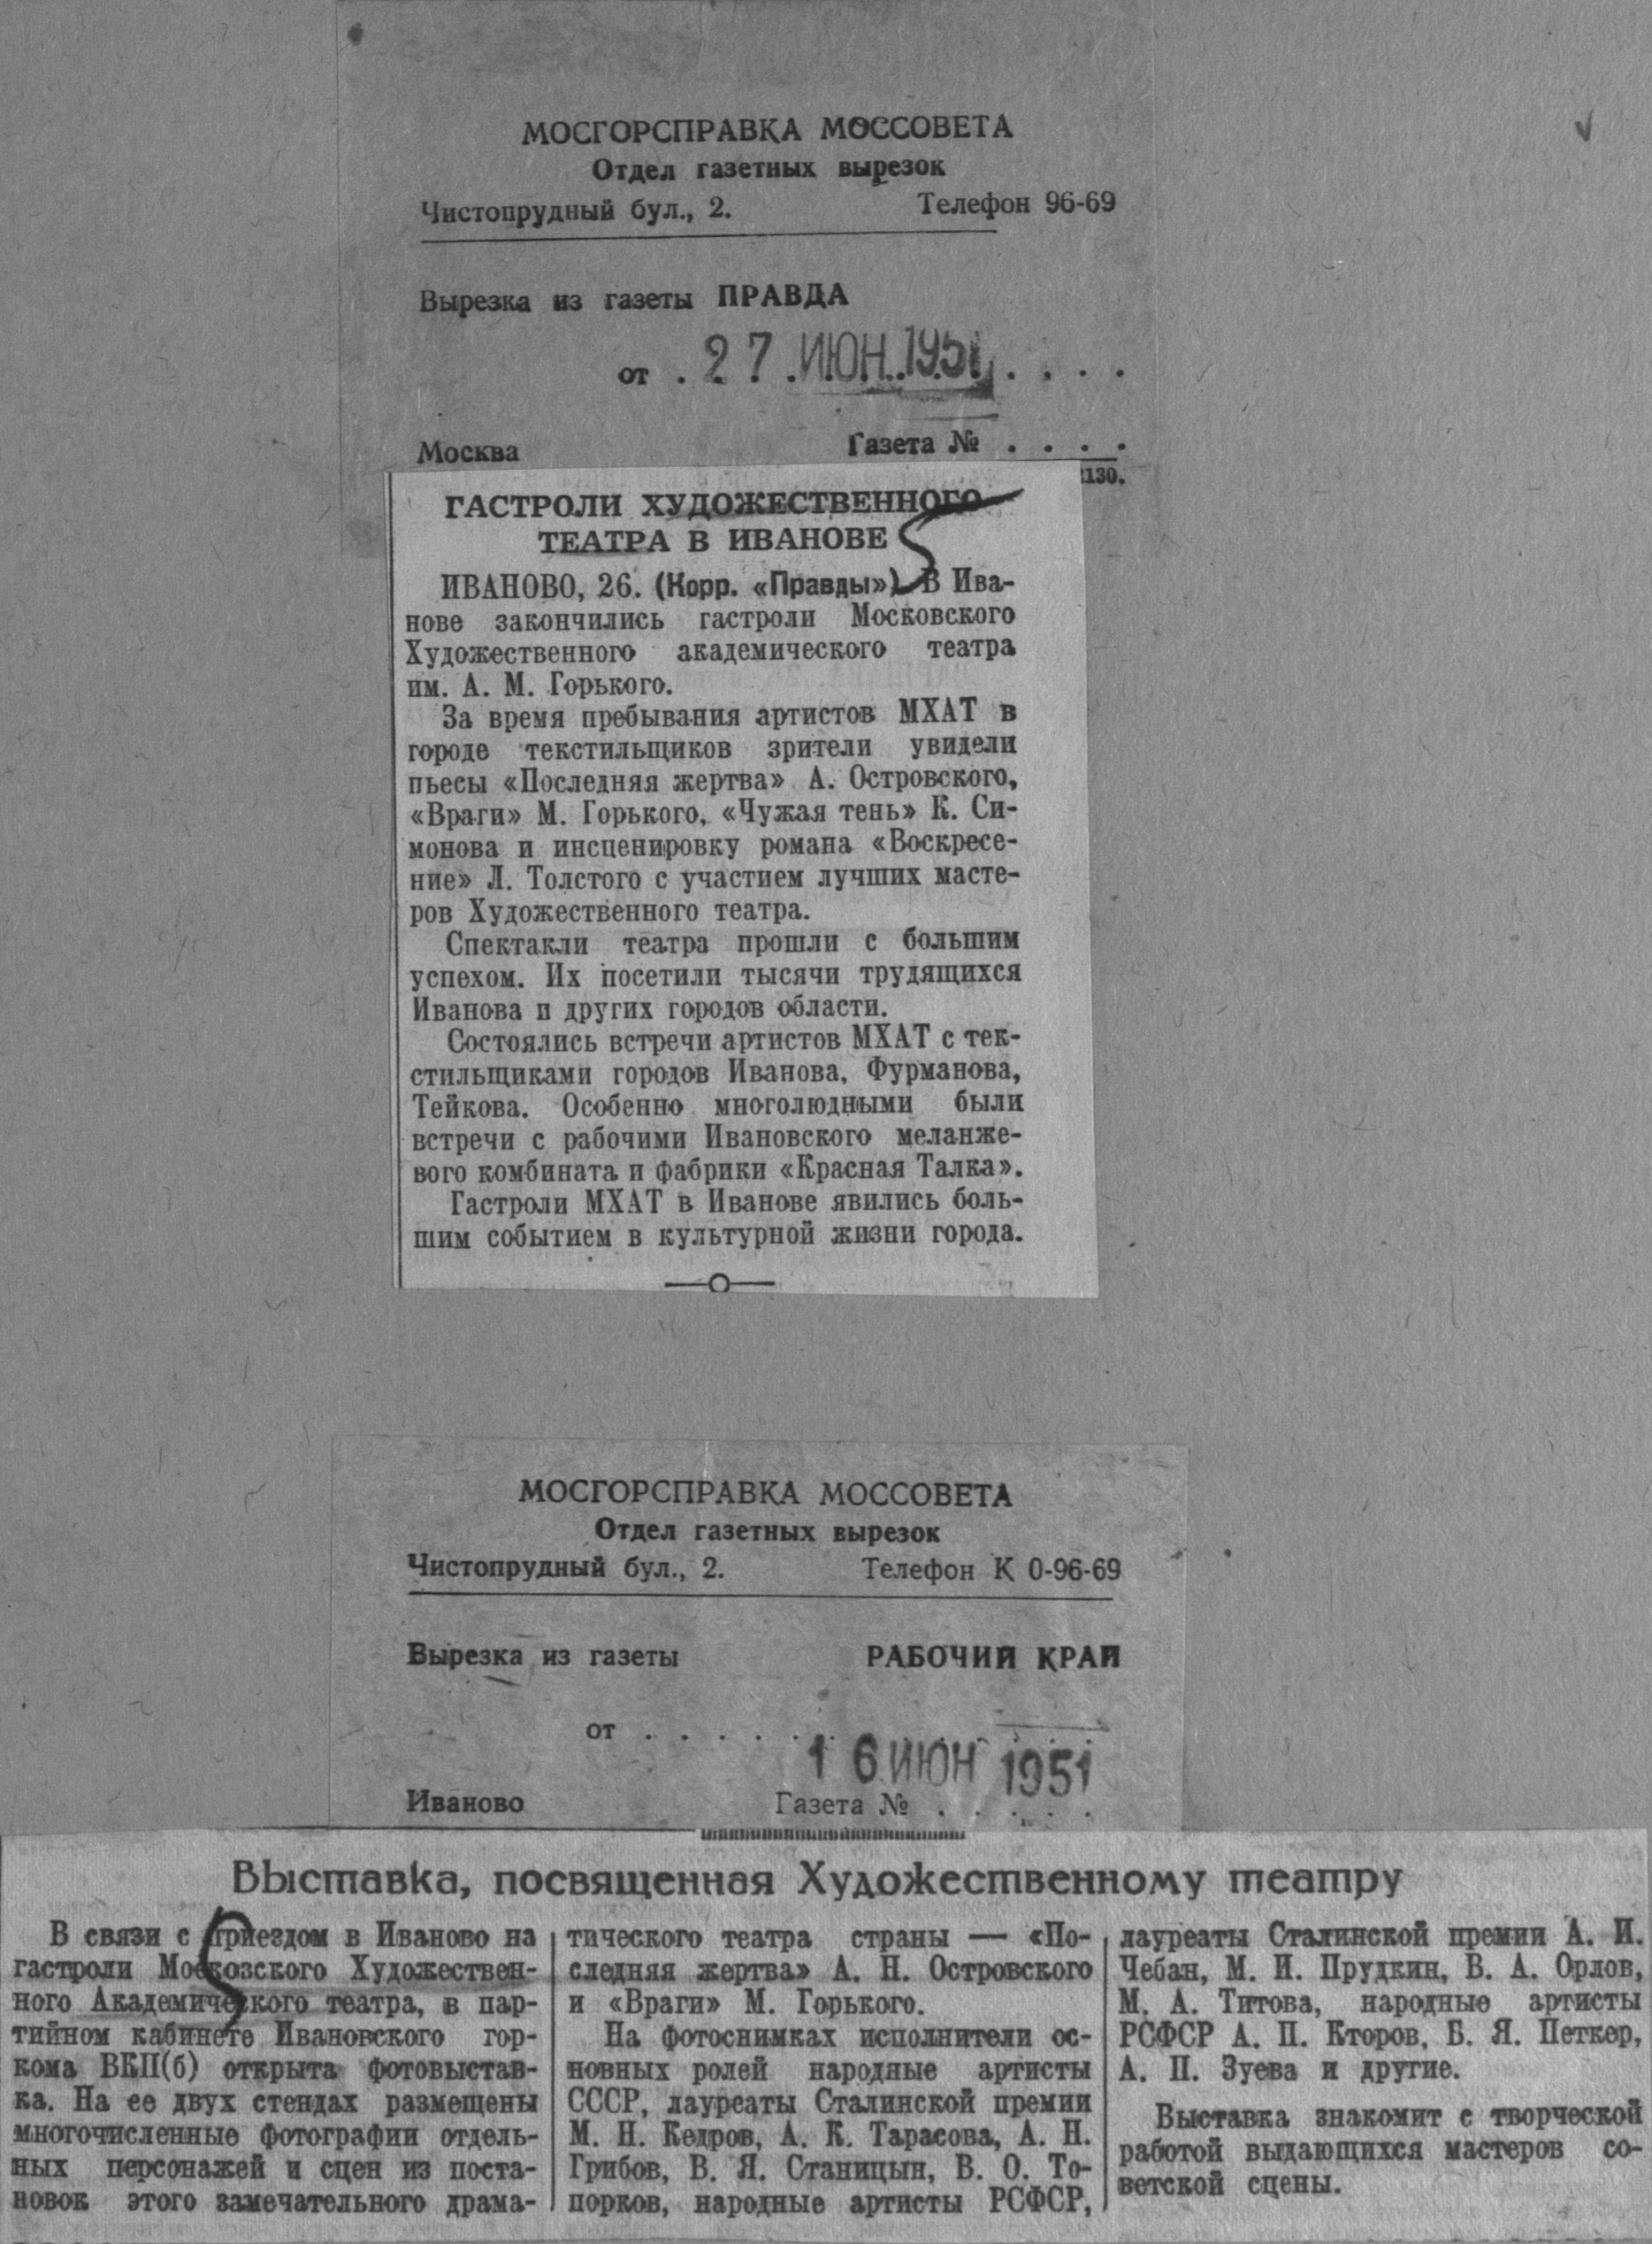 МОСГОРСПРАВКА МОССОВЕТА
Отдел газетных вырезок
Чистопрудный бул., 2. Телефон 96-69
Вырезка из газеты ПРАВДА
от . 27 ИЮН. 1951 . . . .
Москва Газета № . . . .
130.
ГАСТРОЛИ ХУДОЖЕСТВЕННОГО
ТЕАТРА В ИВАНОВЕ
ИВАНОВО, 26. (Корр. «Правды»). В Ива-
нове закончились гастроли Московского
Художественного академического театра
им. А. М. Горького.
За время пребывания артистов МХАТ в
городе текстильщиков зрители увидели
пьесы «Последняя жертва» А. Островского,
«Враги» М. Горького, «Чужая тень» К. Си-
монова и инсценировку романа «Воскресе-
ние» Л. Толстого с участием лучших масте-
ров Художественного театра.
Спектакли театра прошли с большим
успехом. Их посетили тысячи трудящихся
Иванова и других городов области.
Состоялись встречи артистов МХАТ с тек-
стильщиками городов Иванова, Фурманова,
Тейкова. Особенно многолюдными были
встречи с рабочими Ивановского меланже-
вого комбината и фабрики «Красная Талка».
Гастроли МХАТ в Иванове явились боль-
шим событием в культурной жизни города.
МОСГОРСПРАВКА МОССОВЕТА
Отдел газетных вырезок
Чистопрудный бул., 2. Телефон К 0-96-69
Вырезка из газеты РАБОЧИЙ КРАЙ
от . . . . . . 16 ИЮН 1951
Иваново Газета № . . . . .
Выставка, посвященная Художественному театру
В связи с приездом в Иваново на
гастроли Московского Художествен-
ного Академического театра, в пар-
тийном кабинете Ивановского гор-
кома ВКП(б) открыта фотовыстав-
ка. На ее двух стендах размещены
многочисленные фотографии отдель-
ных персонажей и сцен из поста-
новок этого замечательного драма-
тического театра страны — «По-
следняя жертва» А. Н. Островского
и «Враги» М. Горького.
На фотоснимках исполнители ос-
новных ролей народные артисты
СССР, лауреаты Сталинской премии
М. Н. Кедров, А. К. Тарасова, А. Н.
Грибов, В. Я. Станицын, В. О. То-
порков, народные артисты РСФСР,
лауреаты Сталинской премии А. И.
Чебан, М. И. Прудкин, В. А. Орлов,
М. А. Титова, народные артисты
РСФСР А. П. Кторов, Б. Я. Петкер,
А. П. Зуева и другие.
Выставка знакомит с творческой
работой выдающихся мастеров со-
ветской сцены.